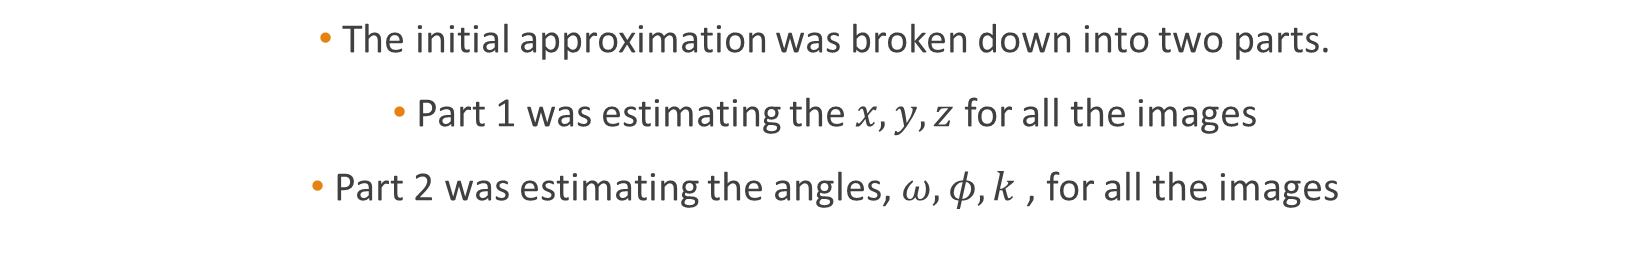 • The initial approximation was broken down into two parts.
• Part 1 was estimating the x, y, z for all the images
• Part 2 was estimating the angles, ω, ϕ, k , for all the images